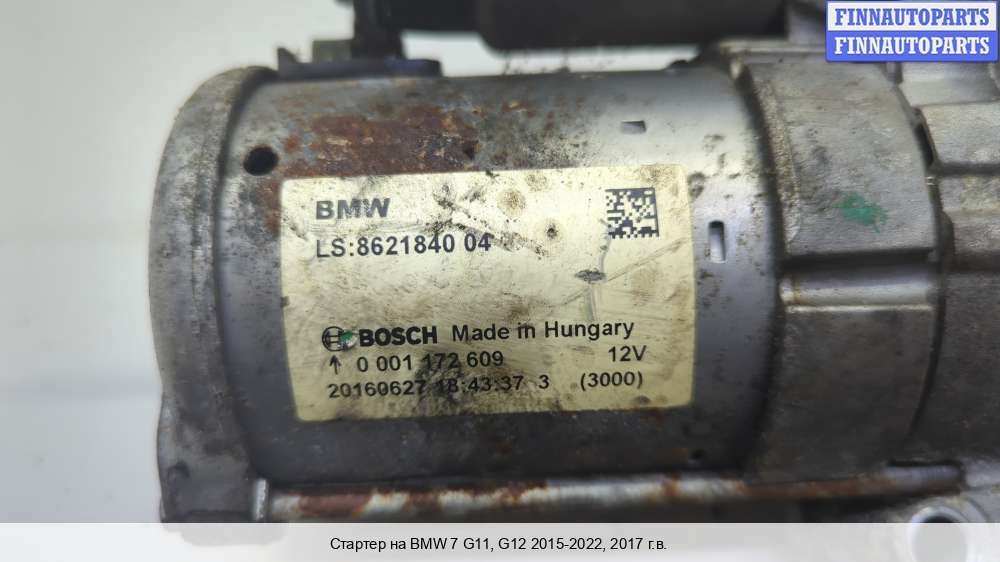 FINNAUTOPARTS
FINNAUTOPARTS
BMW
LS:8621840 04
BOSCH Made in Hungary
↑ 0 001 172 609 12V
20160627 18:43:37 3 (3000)
Стартер на BMW 7 G11, G12 2015-2022, 2017 г.в.